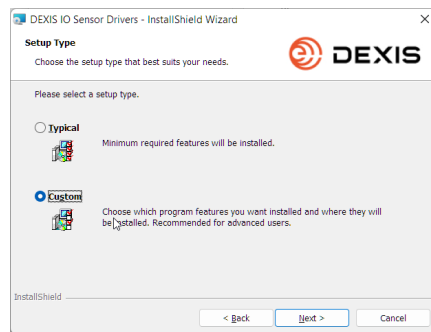 DEXIS IO Sensor Drivers - InstallShield Wizard
Setup Type
Choose the setup type that best suits your needs.
DEXIS
Please select a setup type.
Typical
Minimum required features will be installed.
Custom
Choose which program features you want installed and where they will
be installed. Recommended for advanced users.
InstallShield
< Back
Next >
Cancel